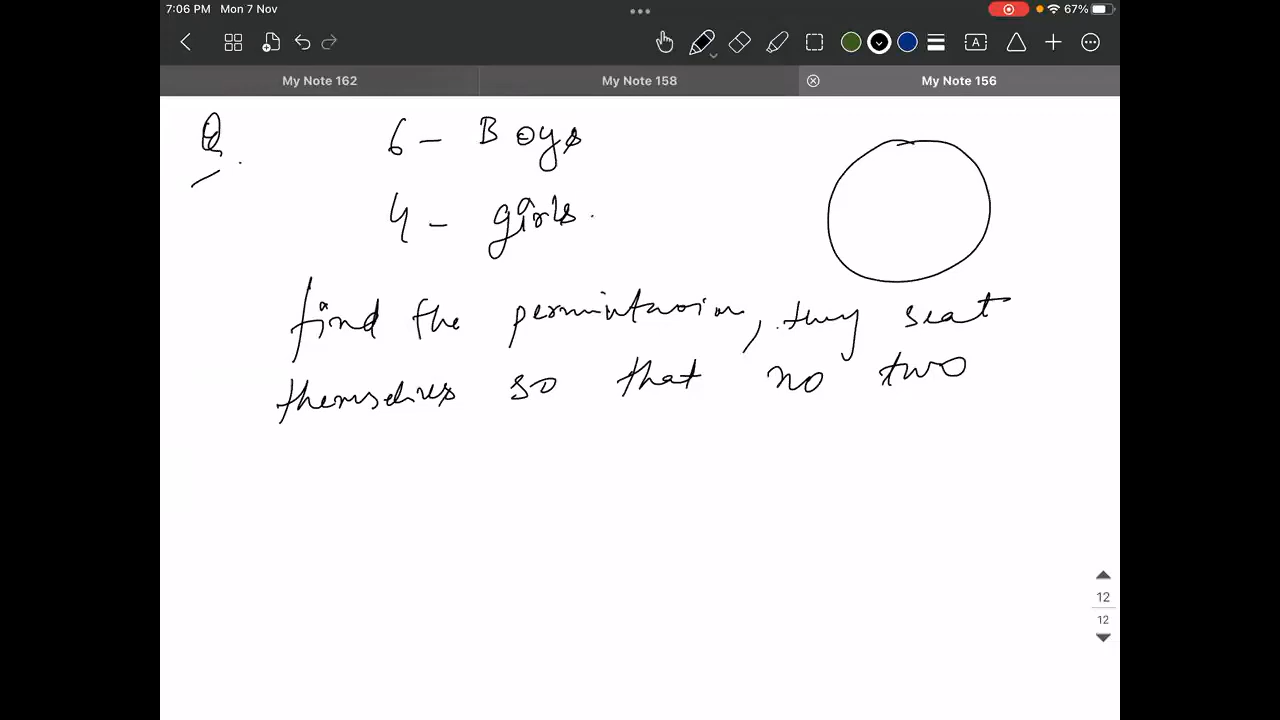 7:06 PM Mon 7 Nov
67%
My Note 162
My Note 158
My Note 156
Q.
6 - Boys
4 - girls.
find the permintation, they seat
themselves so that no two
12
12